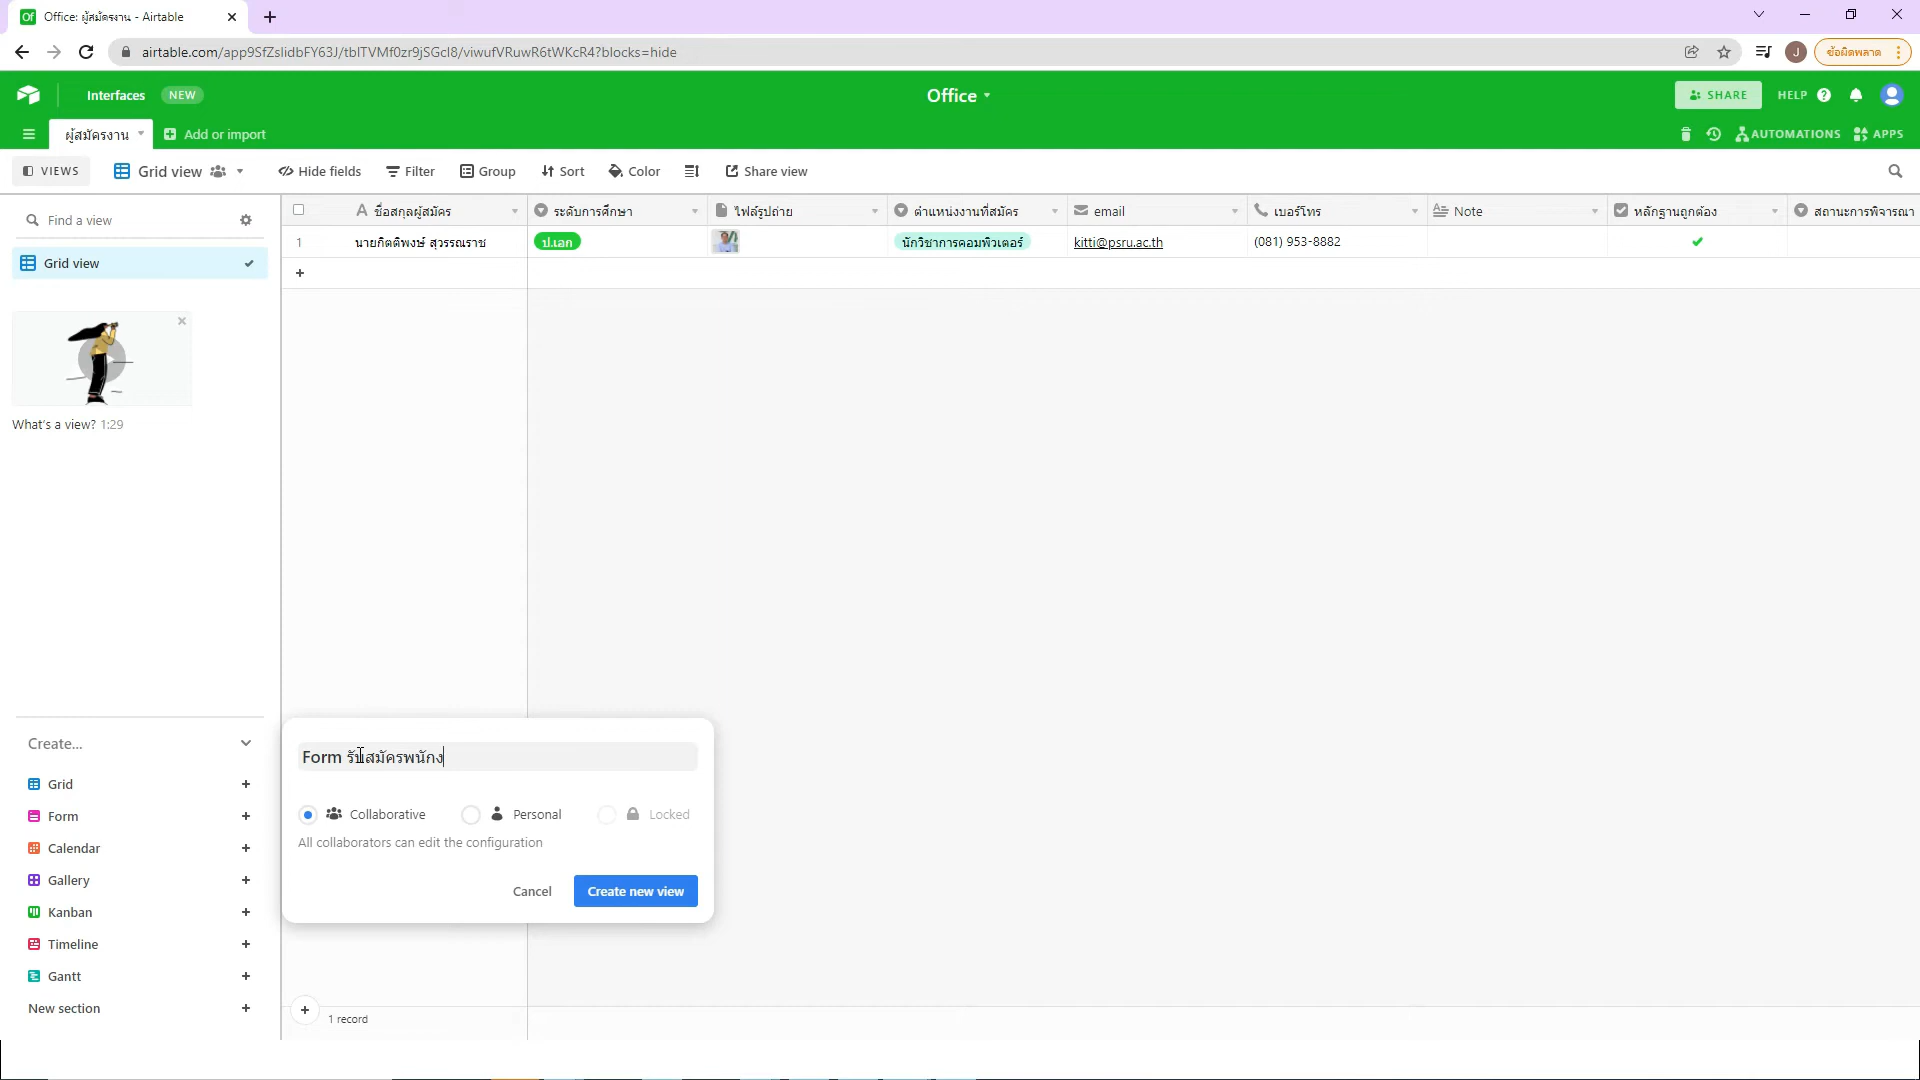 Office: ผู้สมัครงาน - Airtable
airtable.com/app9SfZslidbFY63J/tblTVMf0zr9jSGcl8/viwufVRuwR6tWKcR4?blocks=hide
J
ข้อผิดพลาด
Interfaces NEW
Office
SHARE
HELP
ผู้สมัครงาน
Add or import
AUTOMATIONS
APPS
VIEWS
Grid view
Hide fields
Filter
Group
Sort
Color
Share view
Find a view
ชื่อสกุลผู้สมัคร
ระดับการศึกษา
ไฟล์รูปถ่าย
ตำแหน่งงานที่สมัคร
email
เบอร์โทร
Note
หลักฐานถูกต้อง
สถานะการพิจารณา
1
นายกิตติพงษ์ สุวรรณราช
ป.เอก
นักวิชาการคอมพิวเตอร์
kitti@psru.ac.th
(081) 953-8882
Grid view
What's a view? 1:29
Create...
Grid
Form
Calendar
Gallery
Kanban
Timeline
Gantt
New section
Form รับสมัครพนักง
Collaborative
Personal
Locked
All collaborators can edit the configuration
Cancel
Create new view
1 record